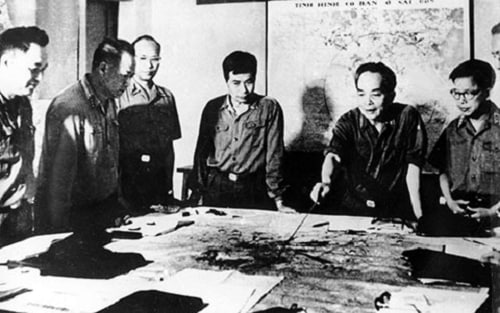 TÌNH HÌNH CƠ BẢN Ở SÀI GÒN